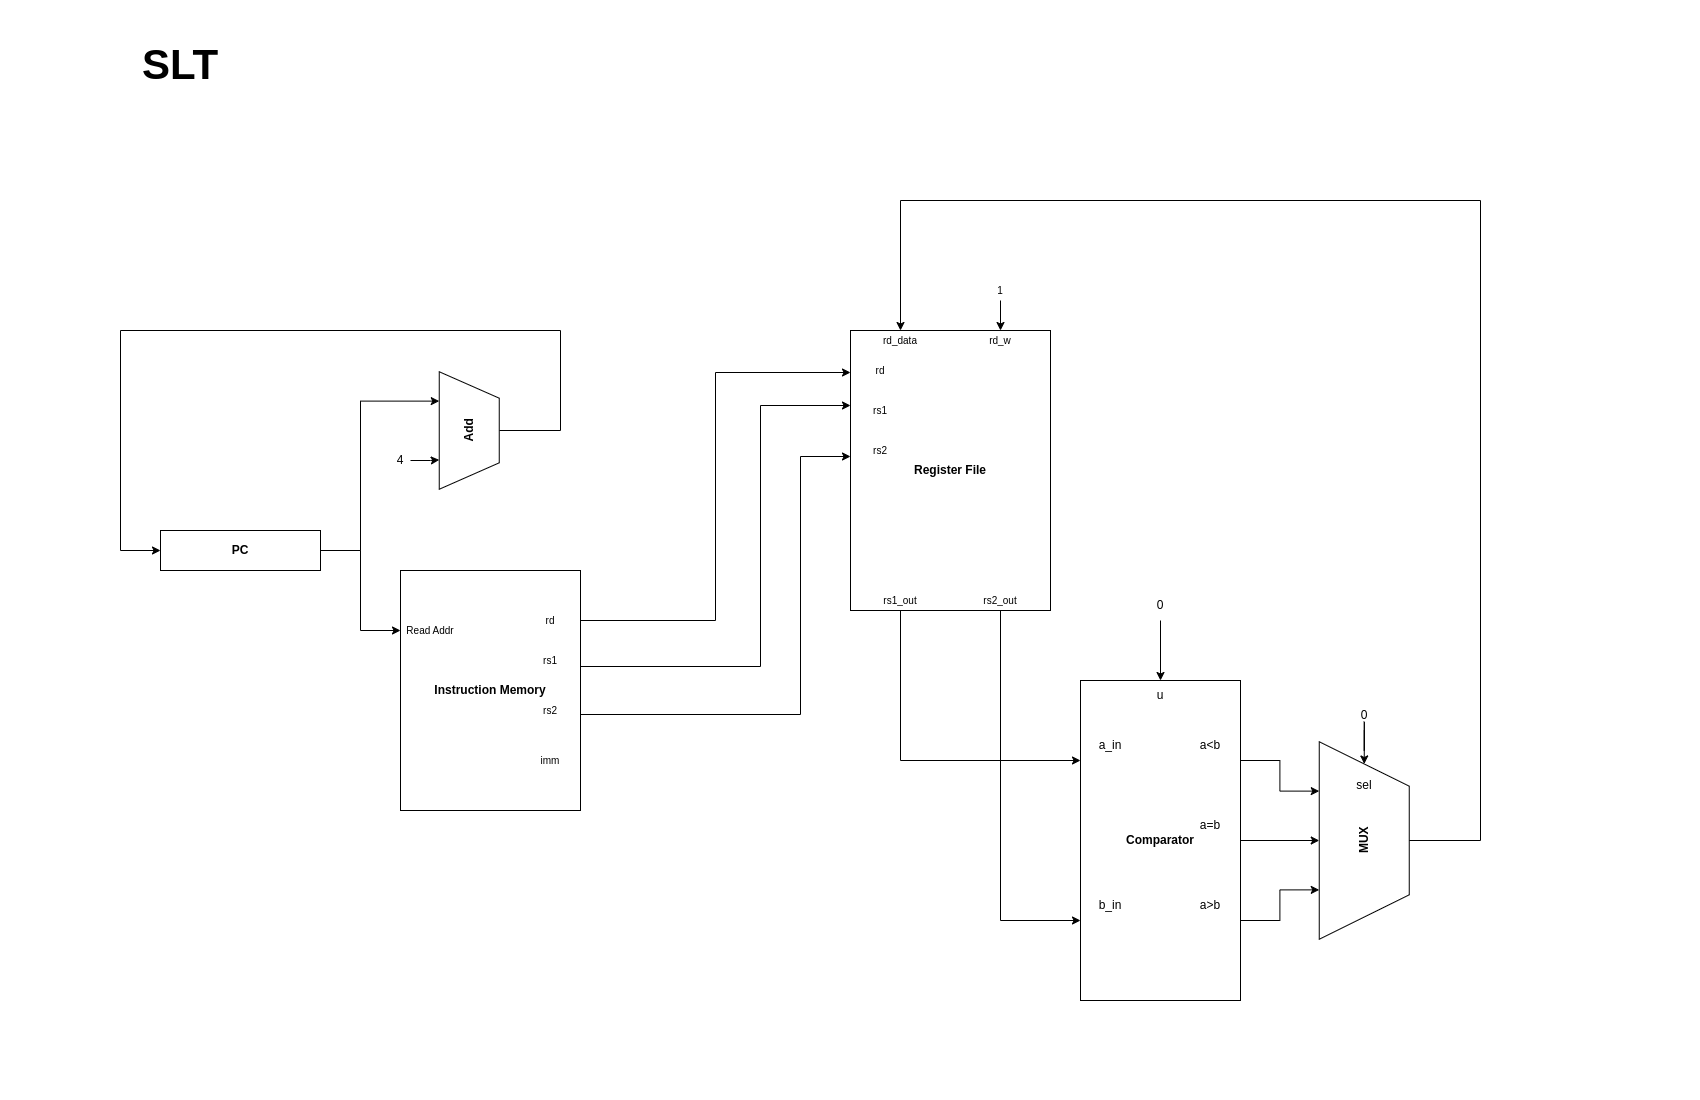 SLT
1
rd_data
rd_w
rd
rs1
rs2
Register File
rs1_out
rs2_out
Add
4
PC
Read Addr
rd
rs1
Instruction Memory
rs2
imm
0
u
a_in
a<b
a=b
Comparator
b_in
a>b
0
sel
MUX